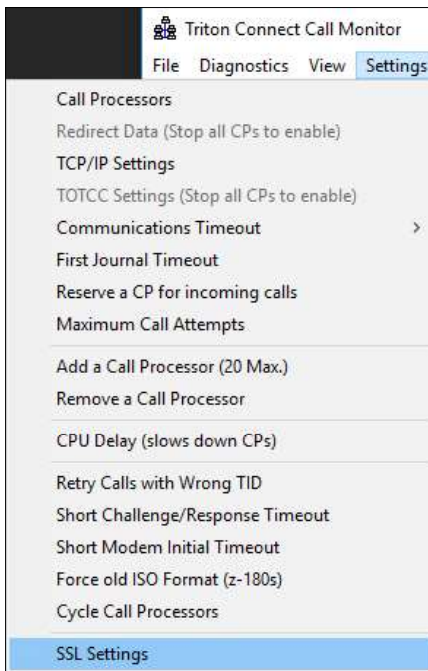 Triton Connect Call Monitor
File Diagnostics View Settings
Call Processors
Redirect Data (Stop all CPs to enable)
TCP/IP Settings
TOTCC Settings (Stop all CPs to enable)
Communications Timeout >
First Journal Timeout
Reserve a CP for incoming calls
Maximum Call Attempts
Add a Call Processor (20 Max.)
Remove a Call Processor
CPU Delay (slows down CPs)
Retry Calls with Wrong TID
Short Challenge/Response Timeout
Short Modem Initial Timeout
Force old ISO Format (z-180s)
Cycle Call Processors
SSL Settings